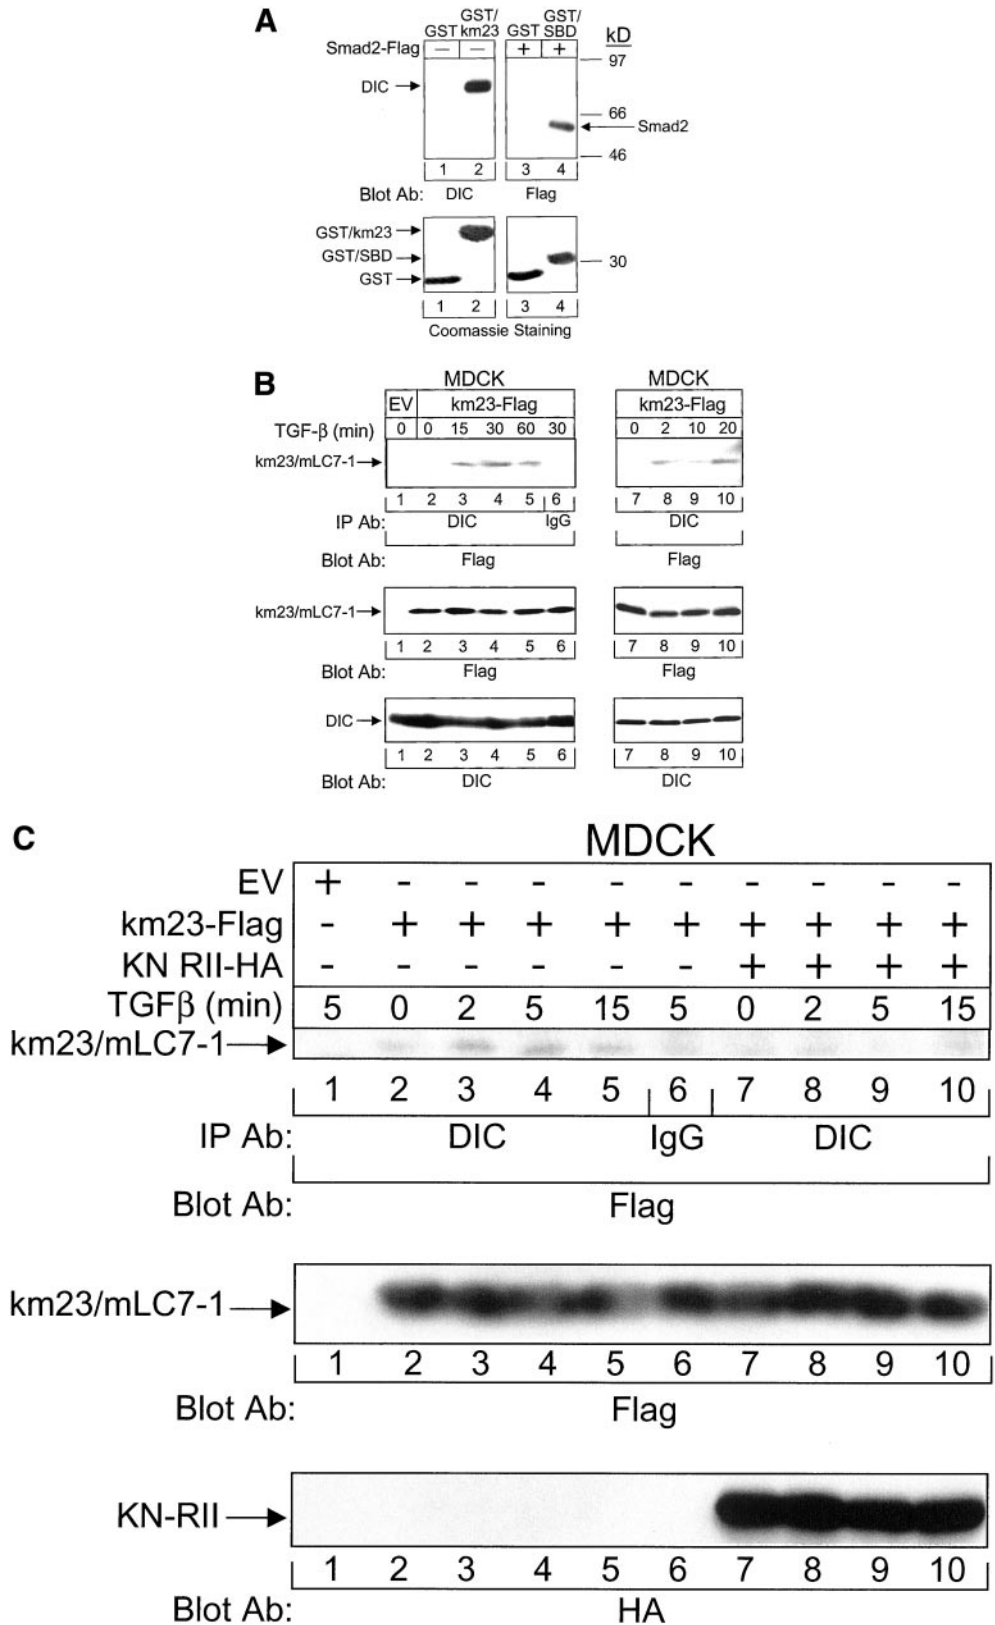 A
GST GST/km23 GST GST/SBD kD
Smad2-Flag — — + +
97
DIC
66
Smad2
46
1 2 3 4
Blot Ab: DIC Flag
GST/km23
GST/SBD
30
GST
1 2 3 4
Coomassie Staining
B
MDCK MDCK
EV km23-Flag km23-Flag
TGF-β (min) 0 0 15 30 60 30 0 2 10 20
km23/mLC7-1
1 2 3 4 5 6 7 8 9 10
IP Ab: DIC IgG DIC
Blot Ab: Flag Flag
km23/mLC7-1
1 2 3 4 5 6 7 8 9 10
Blot Ab: Flag Flag
DIC
1 2 3 4 5 6 7 8 9 10
Blot Ab: DIC DIC
C
MDCK
EV + - - - - - - - - -
km23-Flag - + + + + + + + + +
KN RII-HA - - - - - - + + + +
TGFβ (min) 5 0 2 5 15 5 0 2 5 15
km23/mLC7-1
1 2 3 4 5 6 7 8 9 10
IP Ab: DIC IgG DIC
Blot Ab: Flag
km23/mLC7-1
1 2 3 4 5 6 7 8 9 10
Blot Ab: Flag
KN-RII
1 2 3 4 5 6 7 8 9 10
Blot Ab: HA